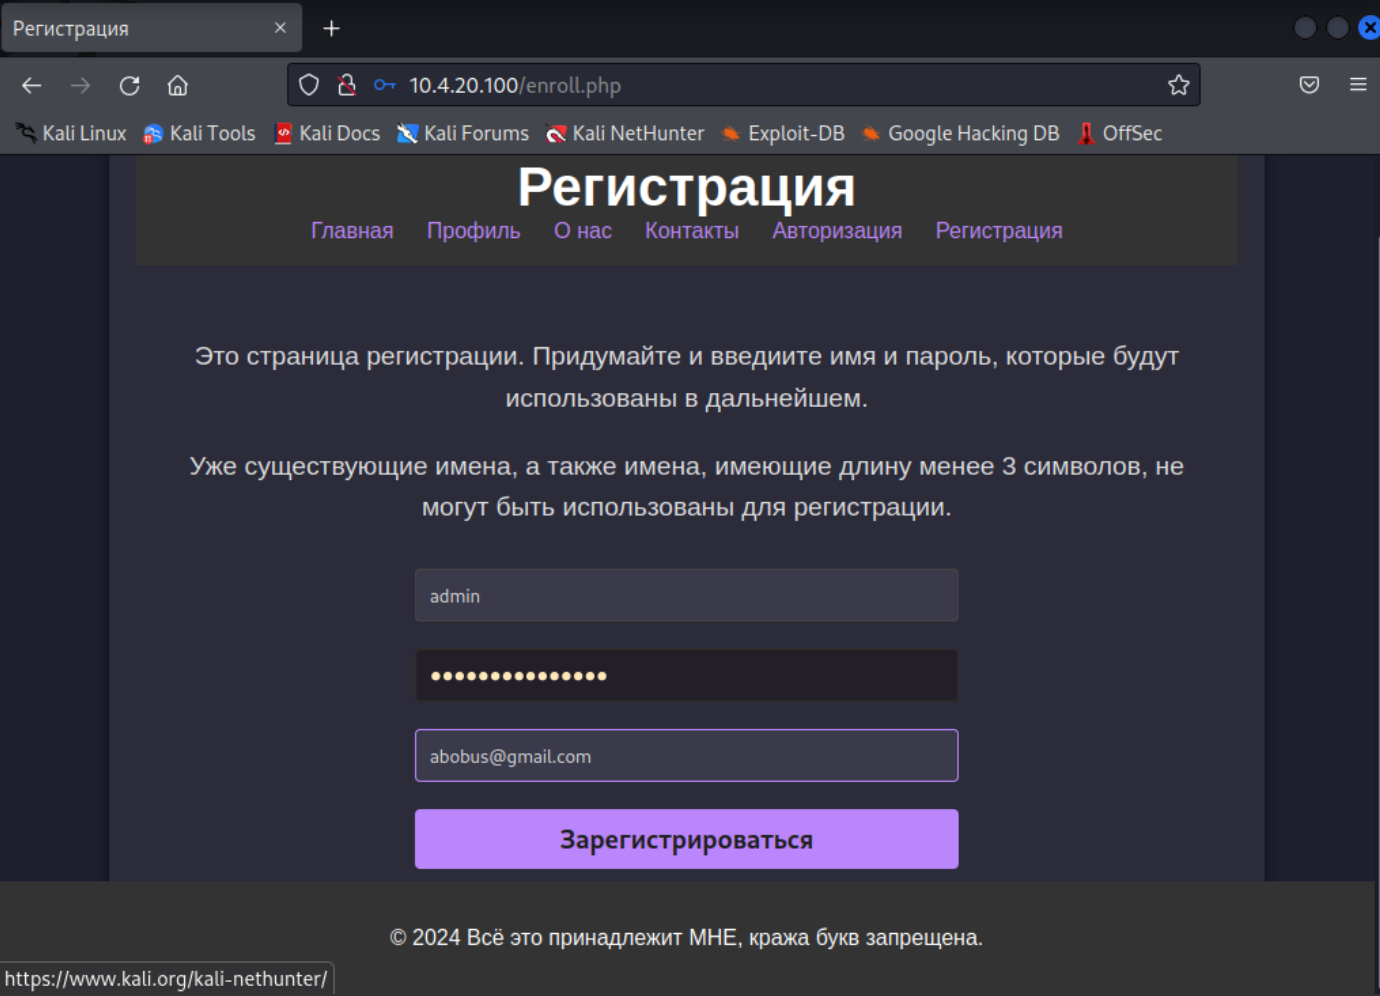 Регистрация
10.4.20.100/enroll.php
Kali Linux Kali Tools Kali Docs Kali Forums Kali NetHunter Exploit-DB Google Hacking DB OffSec
Регистрация
Главная Профиль О нас Контакты Авторизация Регистрация
Это страница регистрации. Придумайте и введиите имя и пароль, которые будут
использованы в дальнейшем.
Уже существующие имена, а также имена, имеющие длину менее 3 символов, не
могут быть использованы для регистрации.
admin
•••••••••••••••
abobus@gmail.com
Зарегистрироваться
© 2024 Всё это принадлежит МНЕ, кража букв запрещена.
https://www.kali.org/kali-nethunter/